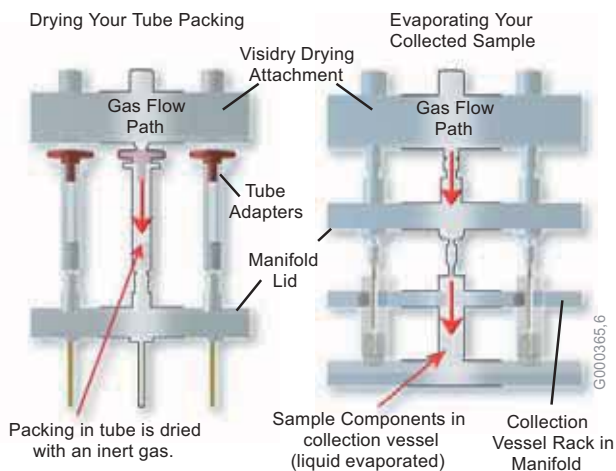 Drying Your Tube Packing
Evaporating Your
Collected Sample
Visidry Drying
Attachment
Gas Flow
Path
Gas Flow
Path
Tube
Adapters
Manifold
Lid
Packing in tube is dried
with an inert gas.
Sample Components in
collection vessel
(liquid evaporated)
Collection
Vessel Rack in
Manifold
G000365,6